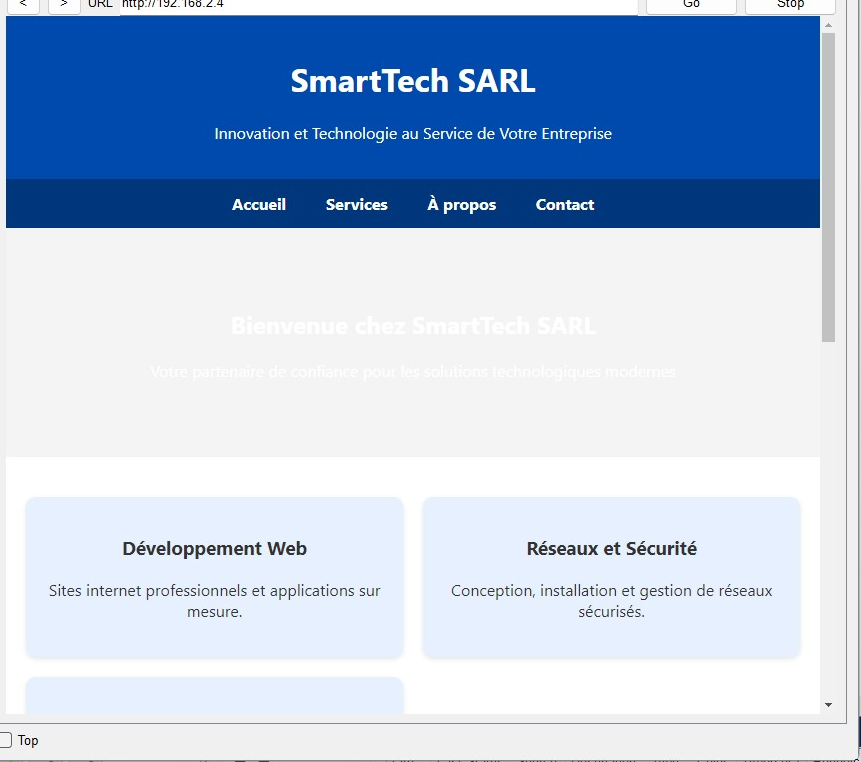 < > URL http://192.168.2.4 Go Stop
SmartTech SARL
Innovation et Technologie au Service de Votre Entreprise
Accueil Services À propos Contact
Bienvenue chez SmartTech SARL
Votre partenaire de confiance pour les solutions technologiques modernes
Développement Web
Sites internet professionnels et applications sur
mesure.
Réseaux et Sécurité
Conception, installation et gestion de réseaux
sécurisés.
Top